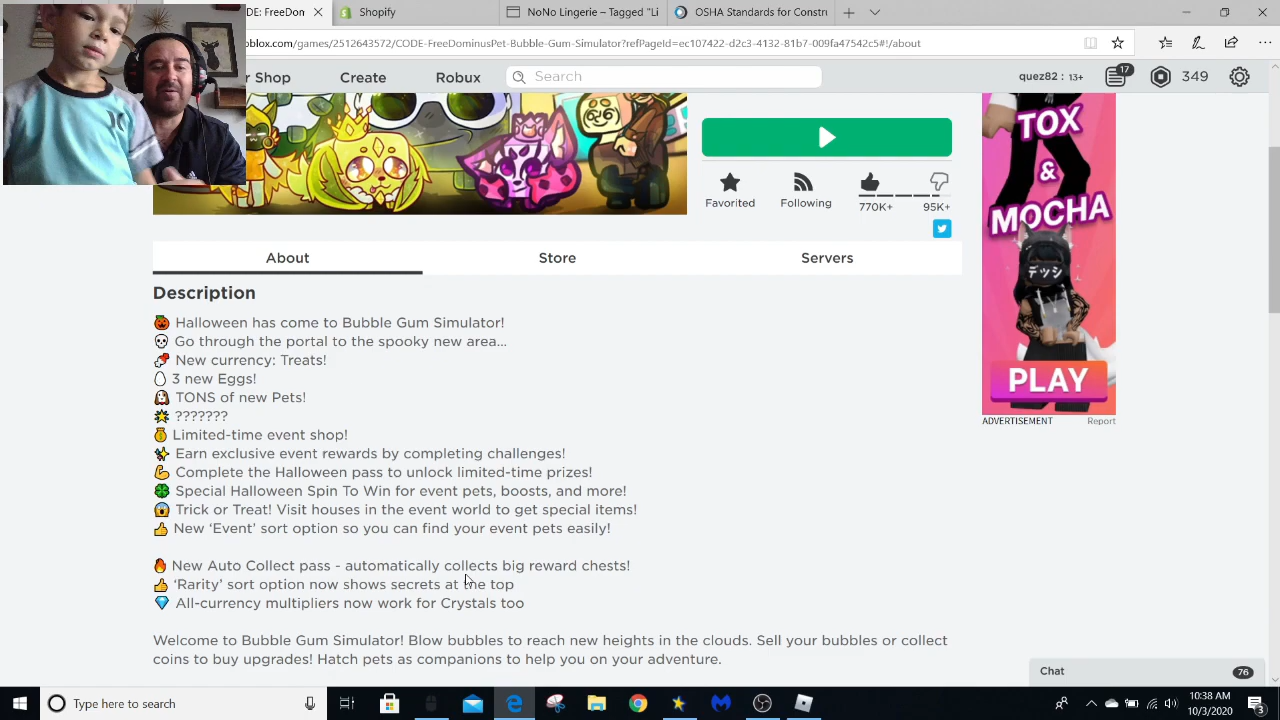 DE: FreeDon
Shopify
NoNo Lingerie – Tagged "Li
OSHA Standards for Constr
oblox.com/games/2512643572/CODE-FreeDominusPet-Bubble-Gum-Simulator?refPageId=ec107422-d2c3-4132-81b7-009fa47542c5#!/about
Shop
Create
Robux
Search
quez82 : 13+
17
349
TOX
&
MOCHA
デッシ
PLAY
ADVERTISEMENT
Report
Favorited
Following
770K+
95K+
About
Store
Servers
Description
Halloween has come to Bubble Gum Simulator!
Go through the portal to the spooky new area...
New currency: Treats!
3 new Eggs!
TONS of new Pets!
???????
Limited-time event shop!
Earn exclusive event rewards by completing challenges!
Complete the Halloween pass to unlock limited-time prizes!
Special Halloween Spin To Win for event pets, boosts, and more!
Trick or Treat! Visit houses in the event world to get special items!
New ‘Event’ sort option so you can find your event pets easily!
New Auto Collect pass - automatically collects big reward chests!
‘Rarity’ sort option now shows secrets at the top
All-currency multipliers now work for Crystals too
Welcome to Bubble Gum Simulator! Blow bubbles to reach new heights in the clouds. Sell your bubbles or collect
coins to buy upgrades! Hatch pets as companions to help you on your adventure.
Chat
76
Type here to search
10:38 AM
10/3/2020
3